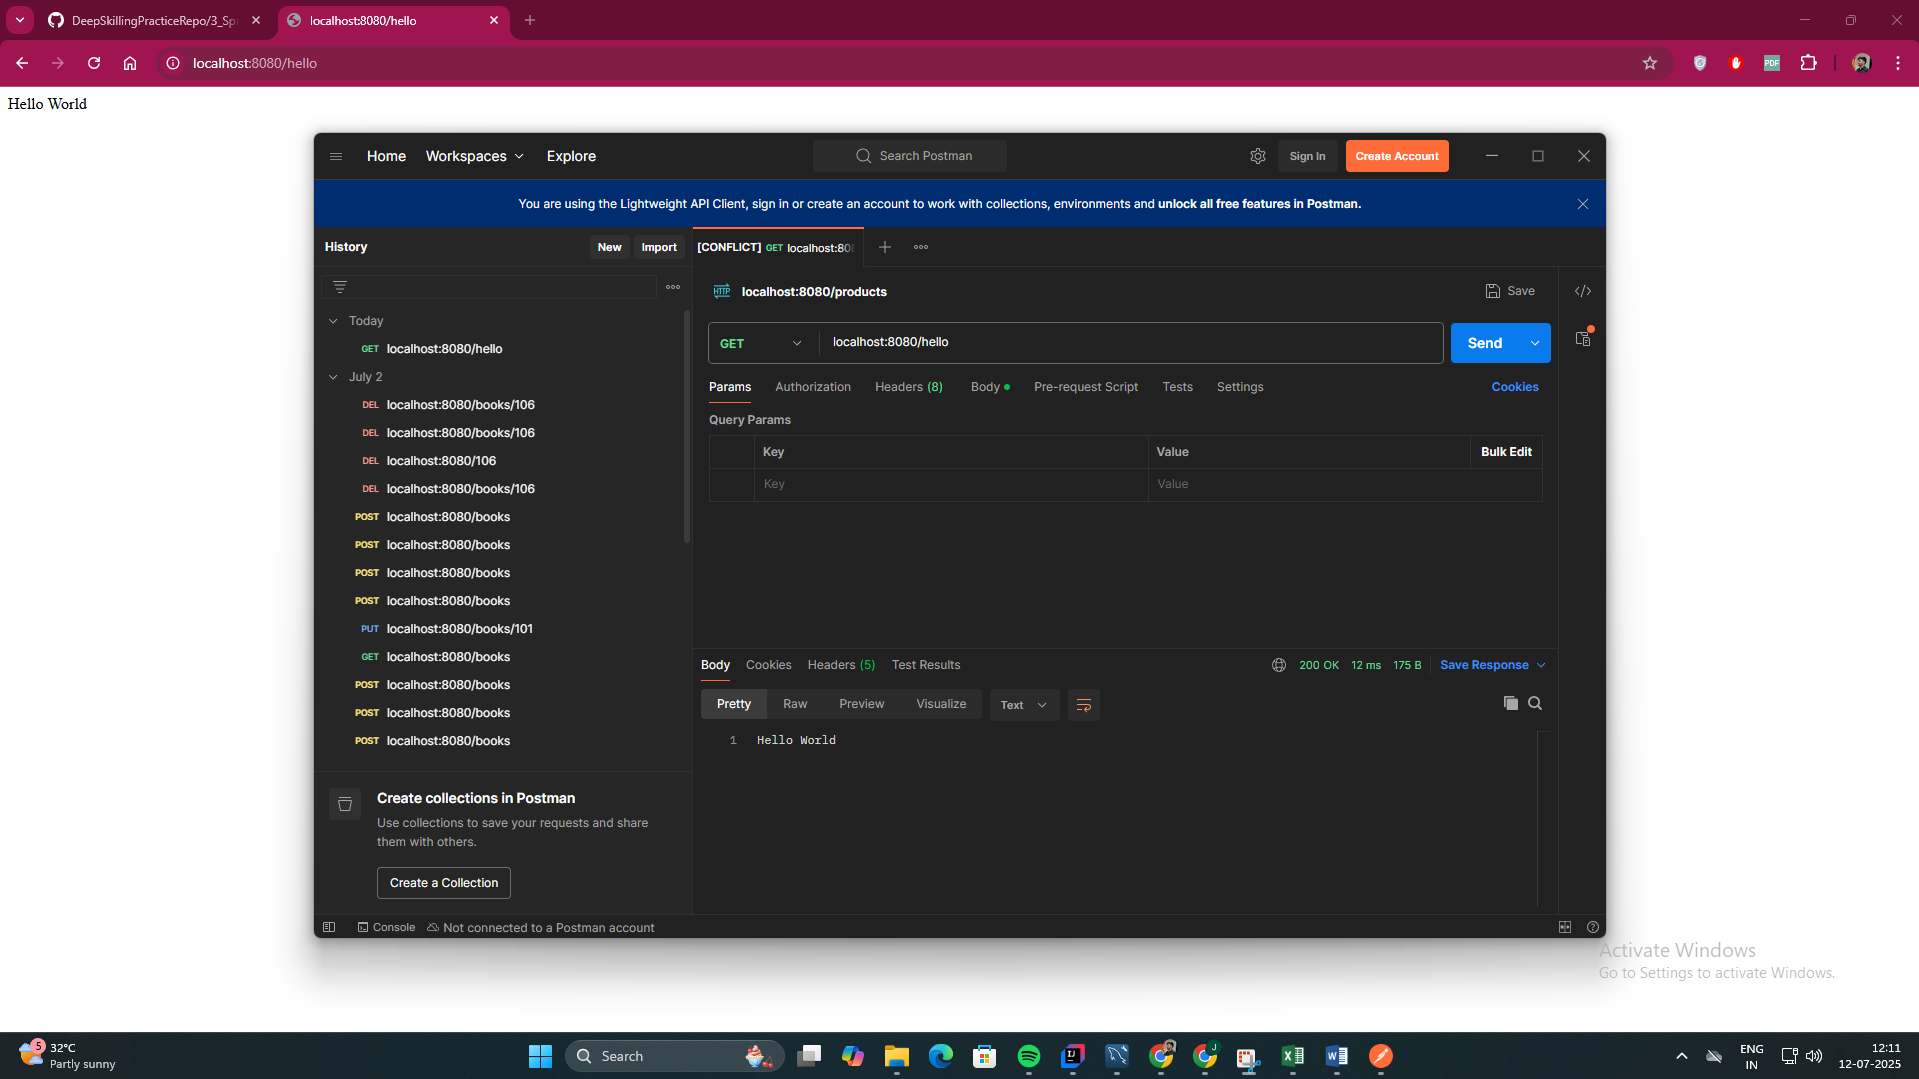 DeepSkillingPracticeRepo/3_Sp
localhost:8080/hello
localhost:8080/hello
PDF
Hello World
Home
Workspaces
Explore
Search Postman
Sign In
Create Account
You are using the Lightweight API Client, sign in or create an account to work with collections, environments and unlock all free features in Postman.
History
New
Import
Today
GET localhost:8080/hello
July 2
DEL localhost:8080/books/106
DEL localhost:8080/books/106
DEL localhost:8080/106
DEL localhost:8080/books/106
POST localhost:8080/books
POST localhost:8080/books
POST localhost:8080/books
POST localhost:8080/books
PUT localhost:8080/books/101
GET localhost:8080/books
POST localhost:8080/books
POST localhost:8080/books
POST localhost:8080/books
Create collections in Postman
Use collections to save your requests and share
them with others.
Create a Collection
[CONFLICT] GET localhost:80
HTTP localhost:8080/products
Save
GET localhost:8080/hello
Send
Params Authorization Headers (8) Body Pre-request Script Tests Settings
Cookies
Query Params
Key Value Bulk Edit
Key Value
Body Cookies Headers (5) Test Results
200 OK 12 ms 175 B Save Response
Pretty Raw Preview Visualize Text
1 Hello World
Console Not connected to a Postman account
Activate Windows
Go to Settings to activate Windows.
5
32°C
Partly sunny
Search
ENG
IN
12:11
12-07-2025